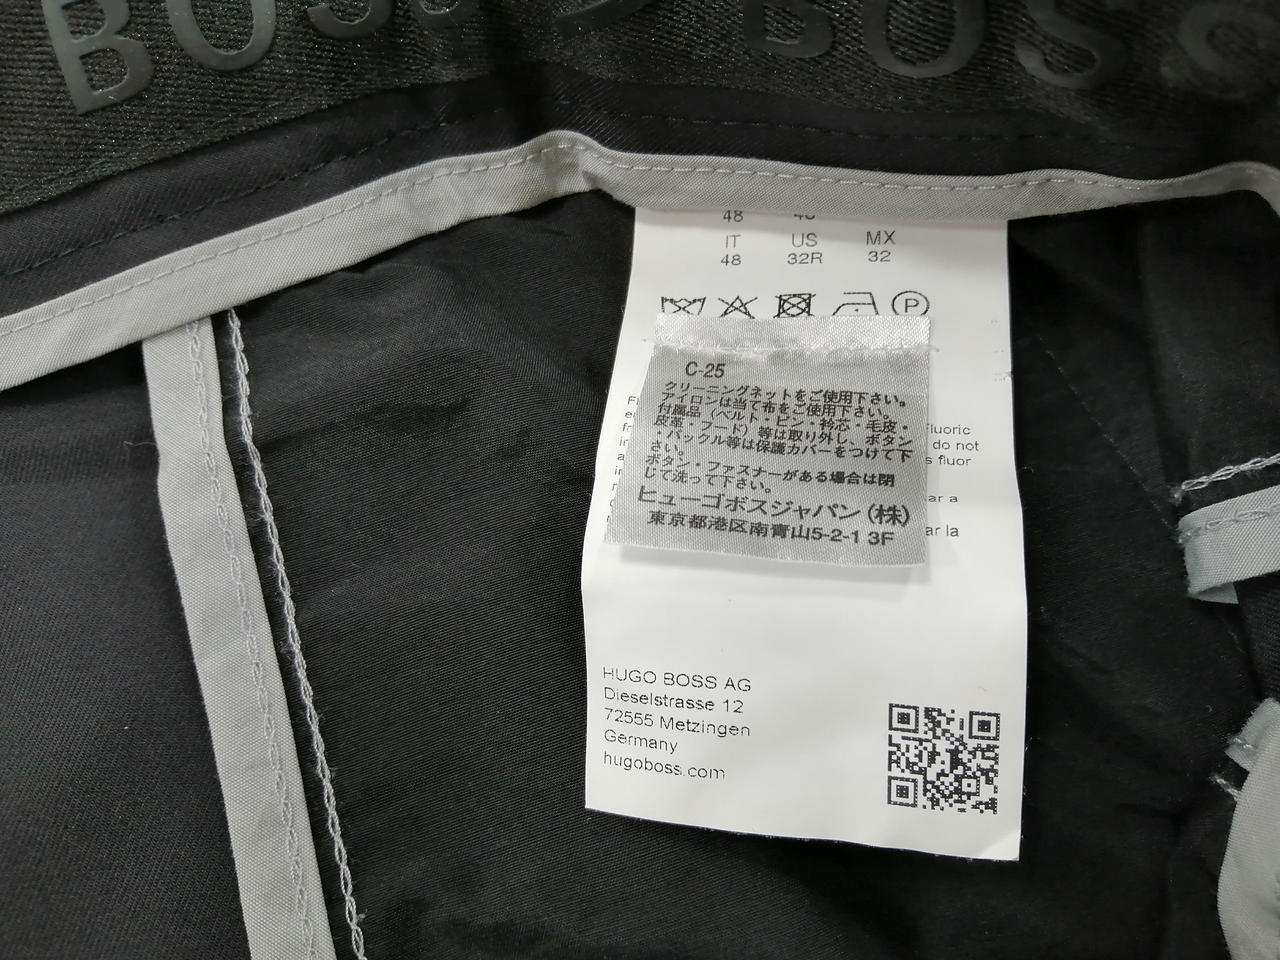 BOSS BOSS
48
IT US MX
48 32R 32
P
C-25
クリーニングネットをご使用下さい。
アイロンは当て布をご使用下さい。
付属品（ベルト・ピン・衿芯・毛皮・
皮革・フード）等は取り外し、ボタン
・バックル等は保護カバーをつけて下
さい。
ボタン・ファスナーがある場合は閉
じて洗って下さい。
ヒューゴボスジャパン(株)
東京都港区南青山5-2-1 3F
fluoric
do not
fluor
ar a
ar la
HUGO BOSS AG
Dieselstrasse 12
72555 Metzingen
Germany
hugoboss.com